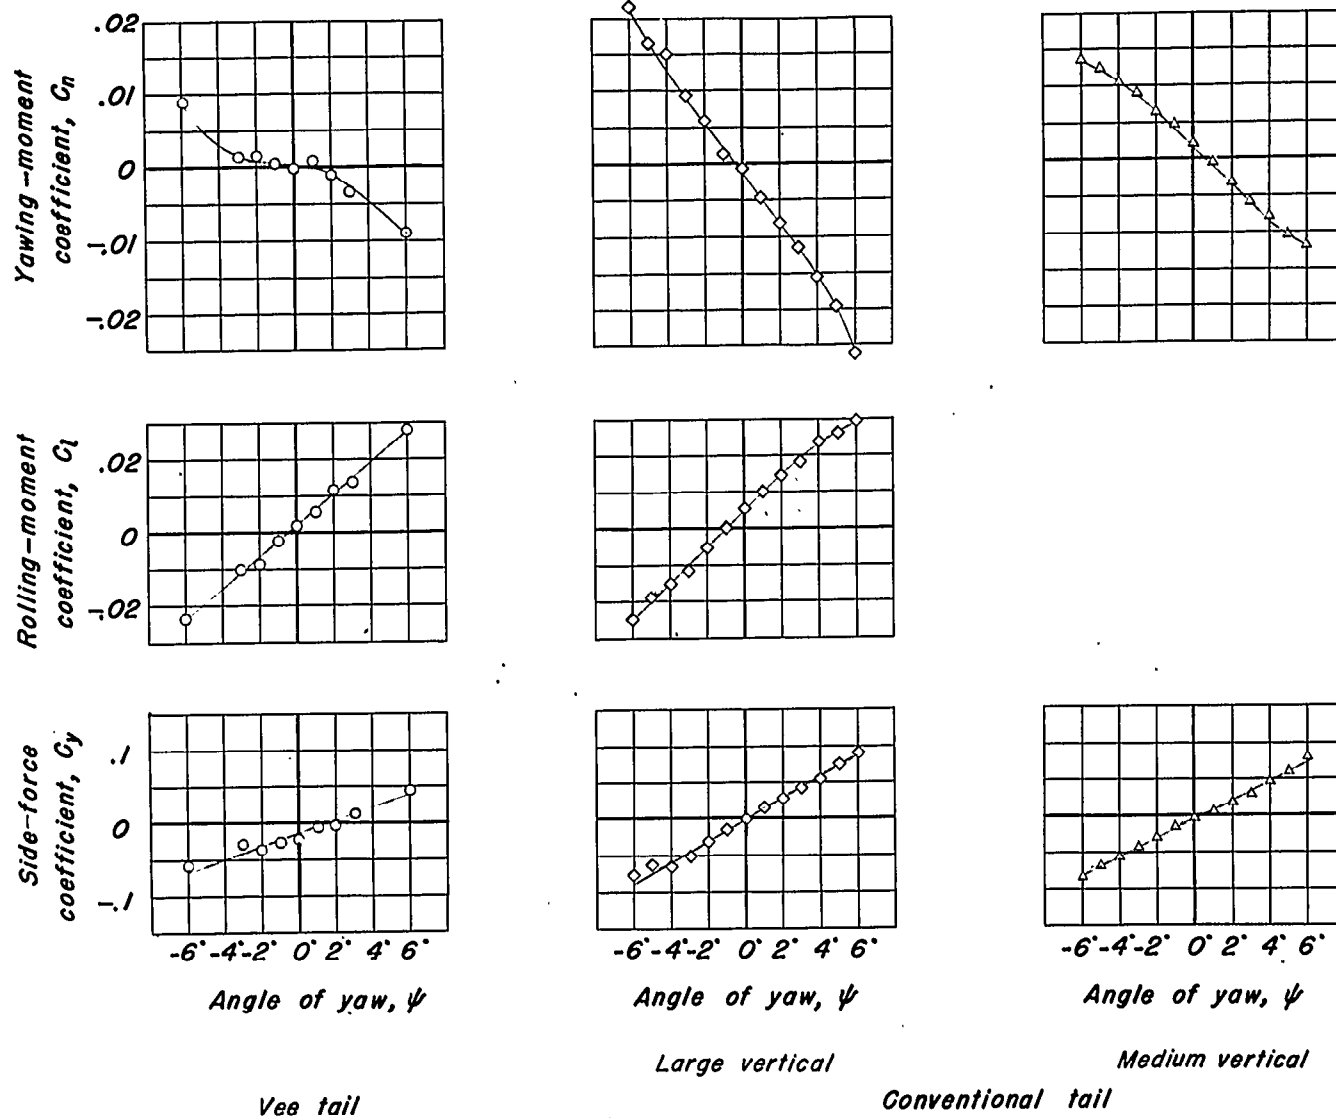 Yawing-moment
coefficient, Cn
.02
.01
0
-.01
-.02
Rolling-moment
coefficient, Cl
.02
0
-.02
Side-force
coefficient, Cy
.1
0
-.1
-6° -4° -2° 0° 2° 4° 6°
-6° -4° -2° 0° 2° 4° 6°
-6° -4° -2° 0° 2° 4° 6°
Angle of yaw, ψ
Angle of yaw, ψ
Angle of yaw, ψ
Large vertical
Medium vertical
Vee tail
Conventional tail